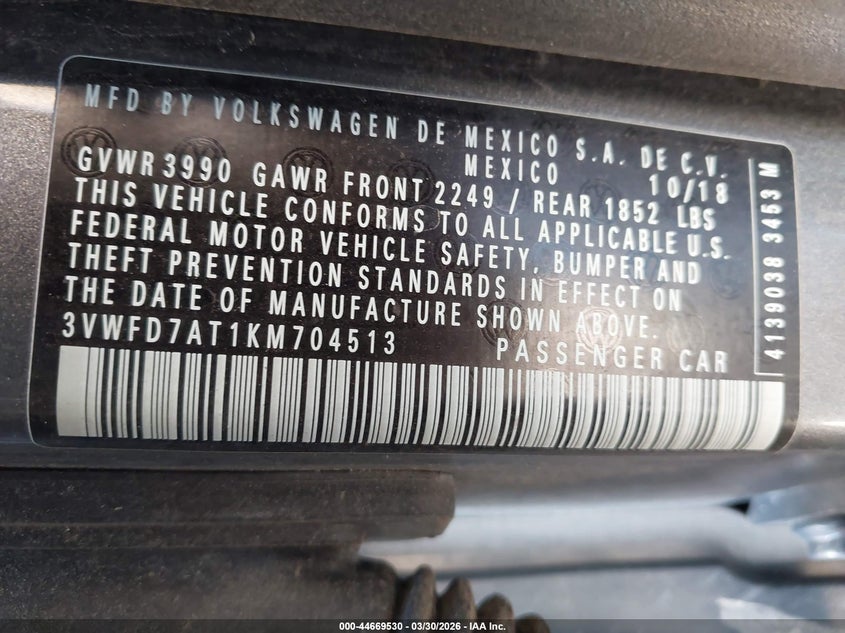 MFD BY VOLKSWAGEN DE MEXICO S.A. DE C.V.
MEXICO 10/18
GVWR 3990 GAWR FRONT 2249 / REAR 1852 LBS
THIS VEHICLE CONFORMS TO ALL APPLICABLE U.S.
FEDERAL MOTOR VEHICLE SAFETY, BUMPER AND
THEFT PREVENTION STANDARDS IN EFFECT ON
THE DATE OF MANUFACTURE SHOWN ABOVE.
3VWFD7AT1KM704513 PASSENGER CAR
4139038 3453 M
000-44669530 — 03/30/2026 — IAA Inc.